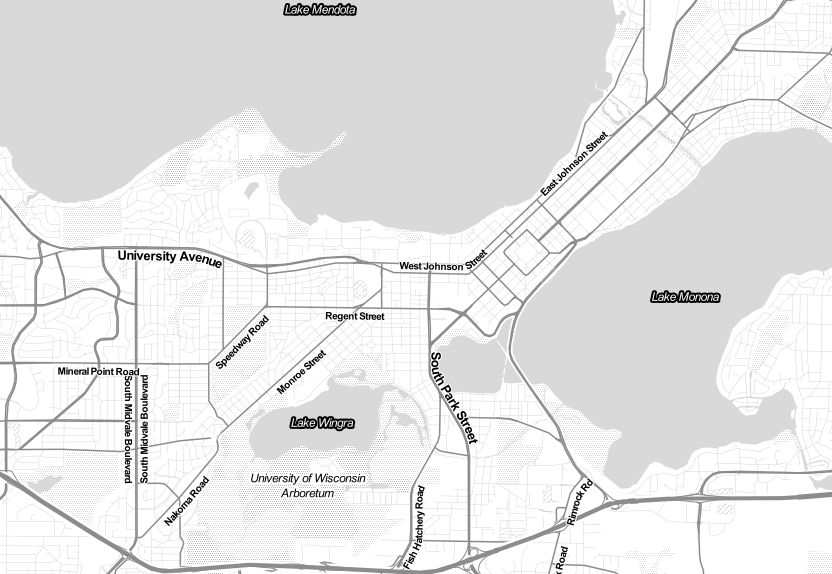 Lake Mendota
East Johnson Street
University Avenue
West Johnson Street
Lake Monona
Regent Street
Speedway Road
Mineral Point Road
Monroe Street
South Midvale Boulevard
South Midvale Boulevard
South Park Street
Lake Wingra
University of Wisconsin
Arboretum
Nakoma Road
Fish Hatchery Road
Rimrock Rd
Road